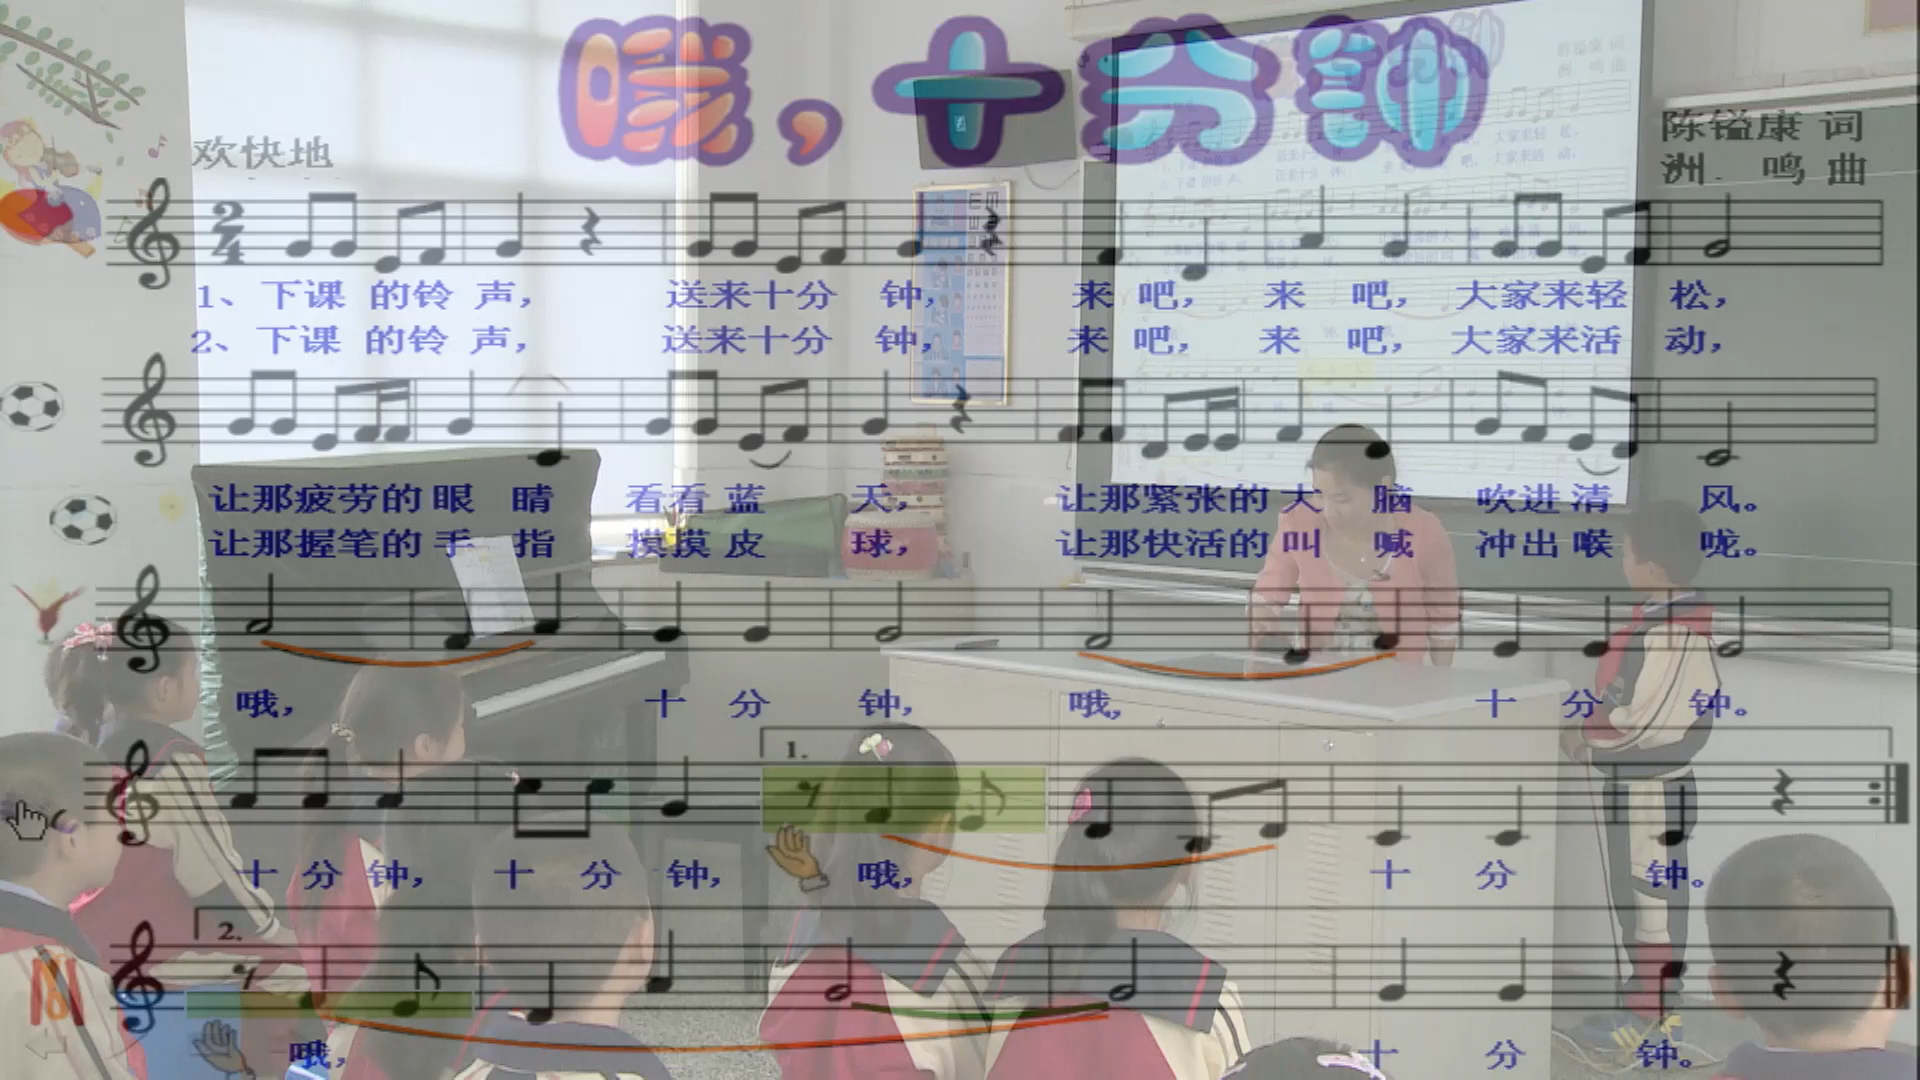 哦，十分钟
欢快地
陈镒康 词
洲 鸣 曲
2
4
1、下课 的铃 声， 送来十分 钟， 来 吧， 来 吧， 大家来轻 松，
2、下课 的铃 声， 送来十分 钟， 来 吧， 来 吧， 大家来活 动，
让那疲劳的 眼 睛 看看 蓝 天， 让那紧张的 大 脑 吹进 清 风。
让那握笔的 手 指 摸摸 皮 球， 让那快活的 叫 喊 冲出 喉 咙。
哦， 十 分 钟， 哦， 十 分 钟。
1.
十 分 钟， 十 分 钟， 哦， 十 分 钟。
2.
哦， 十 分 钟。